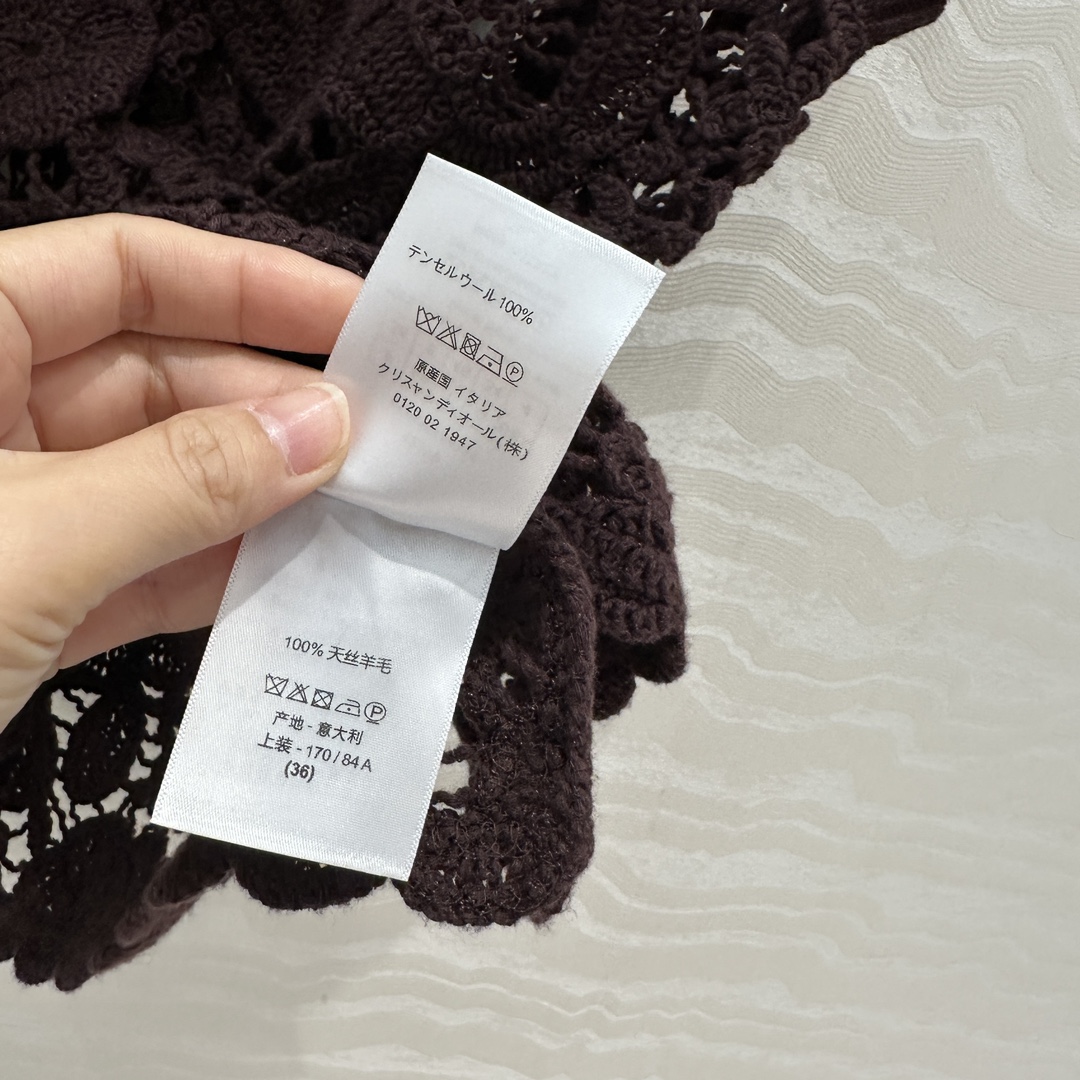 テンセルウール 100%
P
原産国 イタリア
クリスャンディオール(株)
0120 02 1947
100% 天丝羊毛
P
产地 - 意大利
上装 - 170 / 84 A
(36)